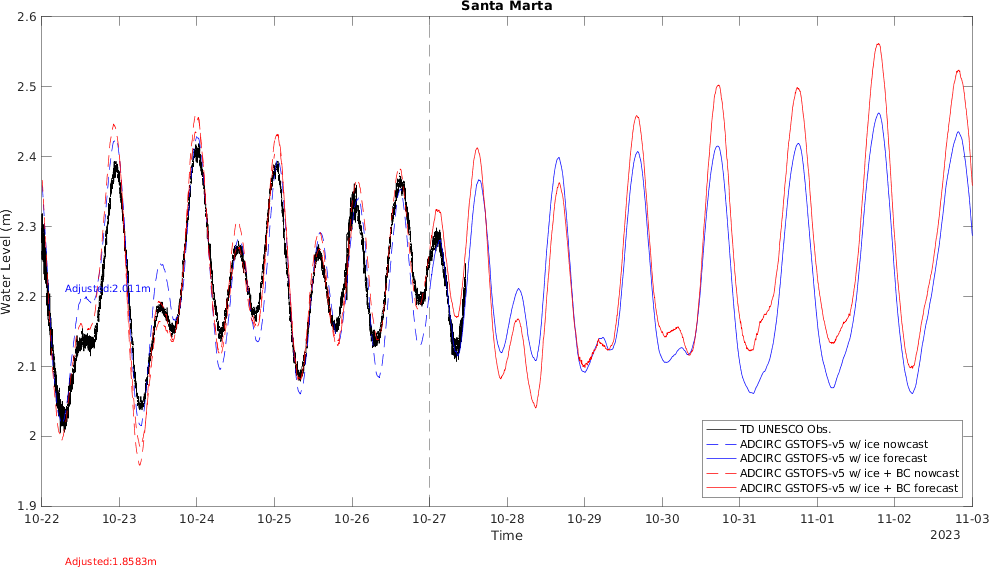 Santa Marta
2.6
2.5
2.4
2.3
2.2
2.1
2
1.9
Water Level (m)
Adjusted:2.011m
TD UNESCO Obs.
ADCIRC GSTOFS-v5 w/ ice nowcast
ADCIRC GSTOFS-v5 w/ ice forecast
ADCIRC GSTOFS-v5 w/ ice + BC nowcast
ADCIRC GSTOFS-v5 w/ ice + BC forecast
10-22 10-23 10-24 10-25 10-26 10-27 10-28 10-29 10-30 10-31 11-01 11-02 11-03
Time
2023
Adjusted:1.8583m